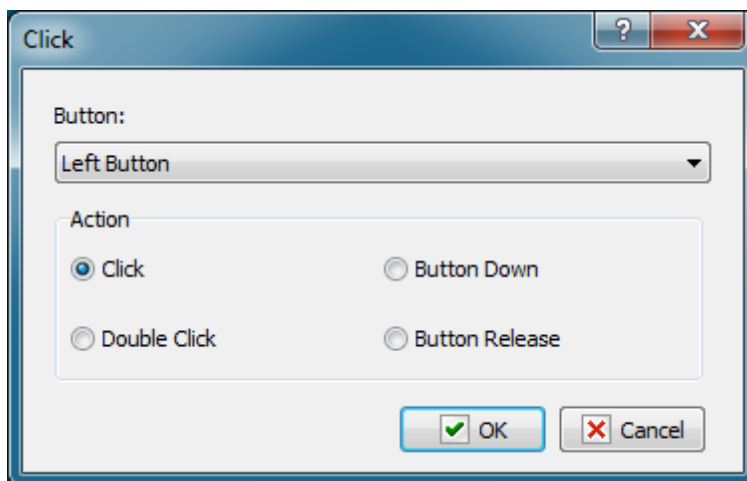 Click
?
Button:
Left Button
Action
Click Button Down
Double Click Button Release
OK Cancel